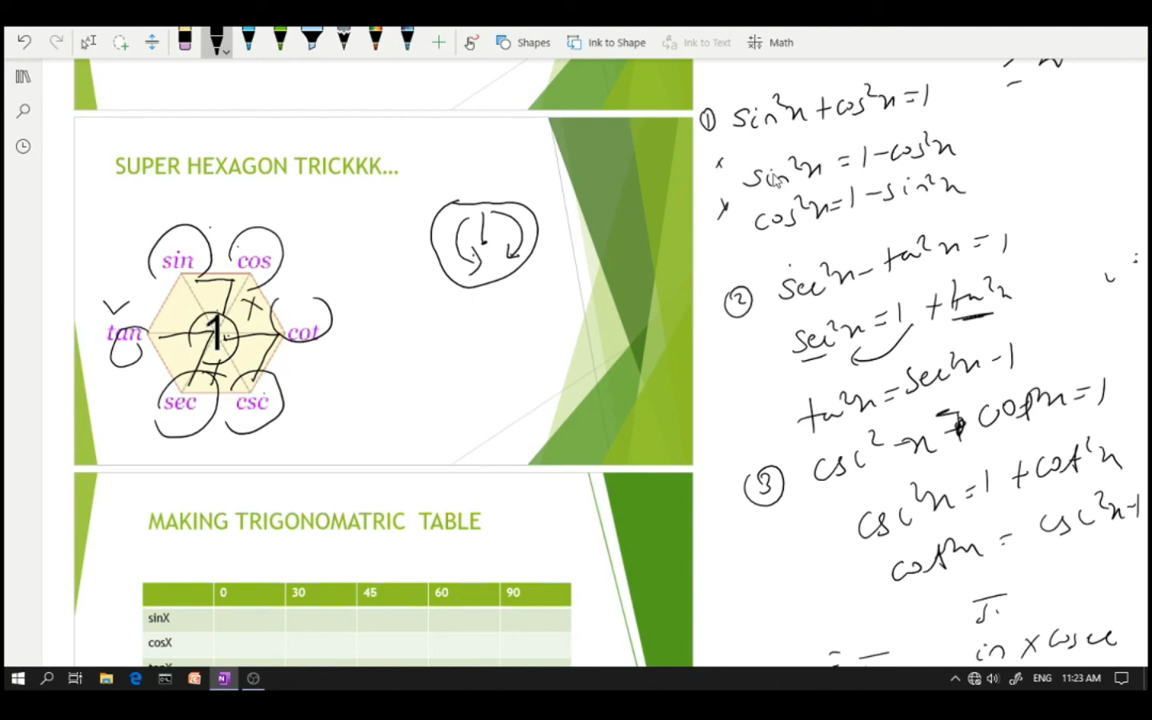 Shapes
Ink to Shape
Ink to Text
Math
SUPER HEXAGON TRICKKK...
sin
cos
tan
1
cot
sec
csc
① sin²x + cos²x = 1
sin²x = 1 - cos²x
cos²x = 1 - sin²x
② sec²x - tan²x = 1
sec²x = 1 + tan²x
tan²x = sec²x - 1
③ csc²x - cot²x = 1
csc²x = 1 + cot²x
cot²x = csc²x - 1
MAKING TRIGONOMATRIC TABLE
0
30
45
60
90
sinX
cosX
ENG
11:23 AM